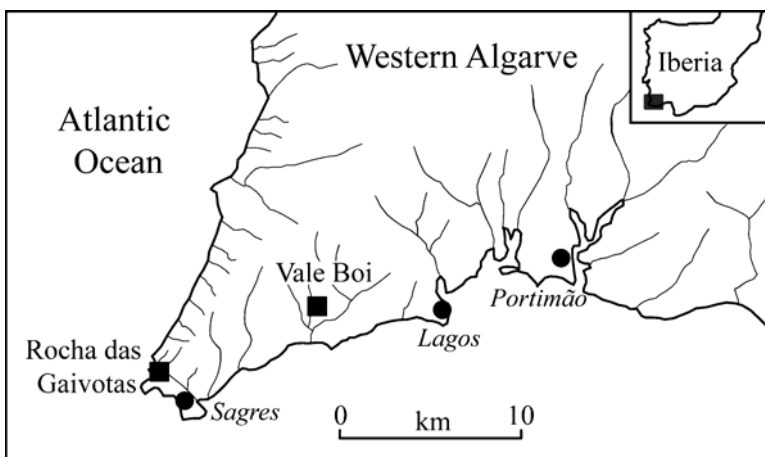 Western Algarve
Iberia
Atlantic
Ocean
Vale Boi
Portimão
Lagos
Rocha das
Gaivotas
Sagres
0
10
km